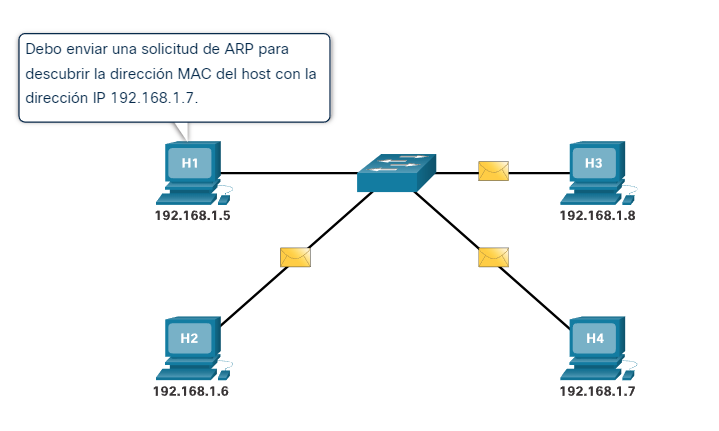 Debo enviar una solicitud de ARP para
descubrir la dirección MAC del host con la
dirección IP 192.168.1.7.
H1
192.168.1.5
H3
192.168.1.8
H2
192.168.1.6
H4
192.168.1.7